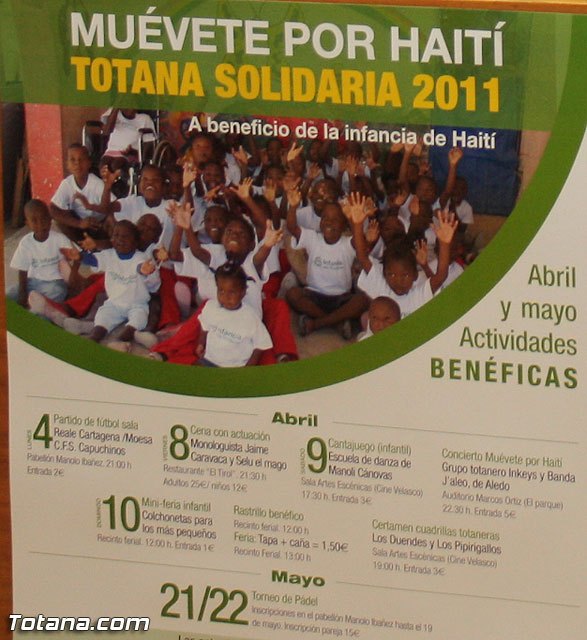 MUÉVETE POR HAITÍ
TOTANA SOLIDARIA 2011
A beneficio de la infancia de Haití
Abril
y mayo
Actividades
BENÉFICAS
Abril
LUNES
4
Partido de fútbol sala
Reale Cartagena /Moesa
C.F.S. Capuchinos
Pabellón Manolo Ibáñez. 21:00 h
Entrada 2€
VIERNES
8
Cena con actuación
Monologuista Jaime
Caravaca y Selu el mago
Restaurante "El Tirol". 21:30 h
Adultos 25€/ niños 12€
SÁBADO
9
Cantajuego (infantil)
Escuela de danza de
Manoli Cánovas
Sala Artes Escénicas (Cine Velasco)
17:30 h. Entrada 3€
Concierto Muévete por Haití
Grupo totanero Inkeys y Banda
J'aleo, de Aledo
Auditorio Marcos Ortiz (El parque)
22.30 h. Entrada 5€
DOMINGO
10
Mini-feria infantil
Colchonetas para
los más pequeños
Recinto ferial. 12:00 h. Entrada 1€
Rastrillo benéfico
Recinto ferial. 12:00 h
Feria: Tapa + caña = 1,50€
Recinto Ferial. 13:00 h
Certamen cuadrillas totaneras
Los Duendes y Los Pipirigallos
Sala Artes Escénicas (Cine Velasco)
19:00 h. Entrada 3€
Mayo
21/22
Torneo de Pádel
Inscripciones en el pabellón Manolo Ibáñez hasta el 19
de mayo. Inscripción pareja 15€
Totana.com